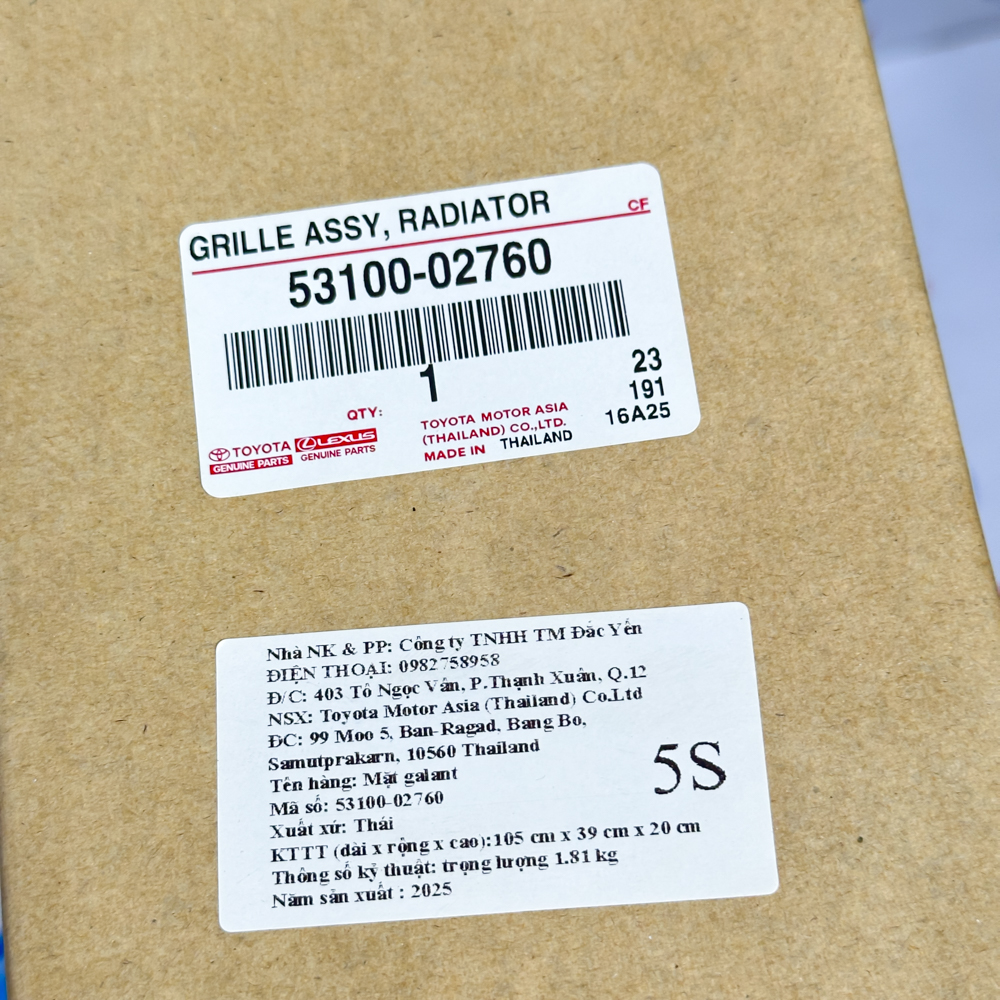 GRILLE ASSY, RADIATOR
CF
53100-02760
1
QTY:
23
191
16A25
TOYOTA
GENUINE PARTS
LEXUS
GENUINE PARTS
TOYOTA MOTOR ASIA
(THAILAND) CO.,LTD.
MADE IN THAILAND
Nhà NK & PP: Công ty TNHH TM Đắc Yến
ĐIỆN THOẠI: 0982758958
Đ/C: 403 Tô Ngọc Vân, P.Thạnh Xuân, Q.12
NSX: Toyota Motor Asia (Thailand) Co.Ltd
ĐC: 99 Moo 5, Ban-Ragad, Bang Bo,
Samutprakarn, 10560 Thailand
Tên hàng: Mặt galant
Mã số: 53100-02760
Xuất xứ: Thái
KTTT (dài x rộng x cao):105 cm x 39 cm x 20 cm
Thông số kỹ thuật: trọng lượng 1.81 kg
Năm sản xuất : 2025
5S